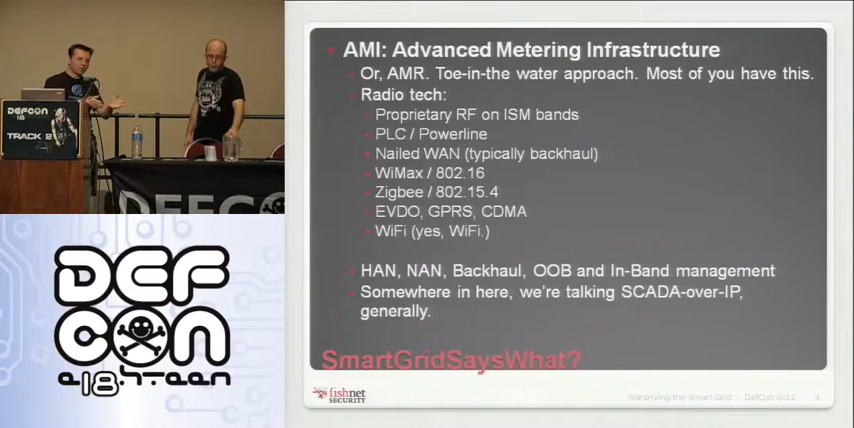 DEFCON
TRACK 2
DEFCON
DEF
CON
e18hteen
AMI: Advanced Metering Infrastructure
Or, AMR. Toe-in-the water approach. Most of you have this.
Radio tech:
Proprietary RF on ISM bands
PLC / Powerline
Nailed WAN (typically backhaul)
WiMax / 802.16
Zigbee / 802.15.4
EVDO, GPRS, CDMA
WiFi (yes, WiFi.)
HAN, NAN, Backhaul, OOB and In-Band management
Somewhere in here, we're talking SCADA-over-IP,
generally.
SmartGridSaysWhat?
fishnet
SECURITY
Wardriving the Smart Grid :: DefCon 0x12 4